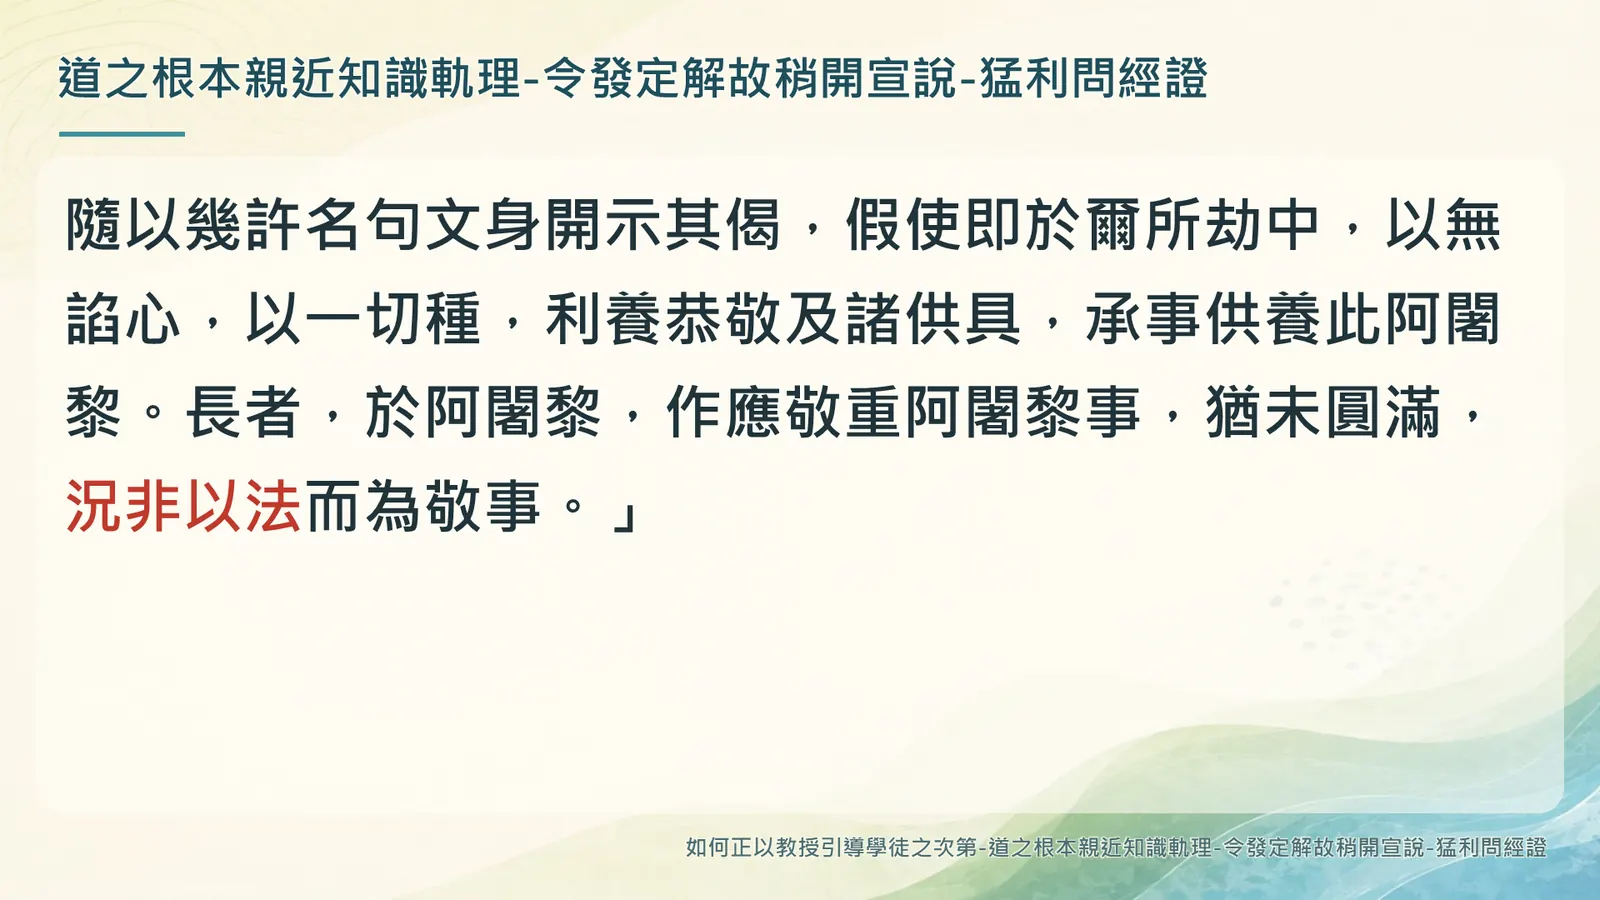 道之根本親近知識軌理-令發定解故稍開宣說-猛利問經證
隨以幾許名句文身開示其偈，假使即於爾所劫中，以無
諂心，以一切種，利養恭敬及諸供具，承事供養此阿闍
黎。長者，於阿闍黎，作應敬重阿闍黎事，猶未圓滿，
況非以法而為敬事。」
如何正以教授引導學徒之次第-道之根本親近知識軌理-令發定解故稍開宣說-猛利問經證